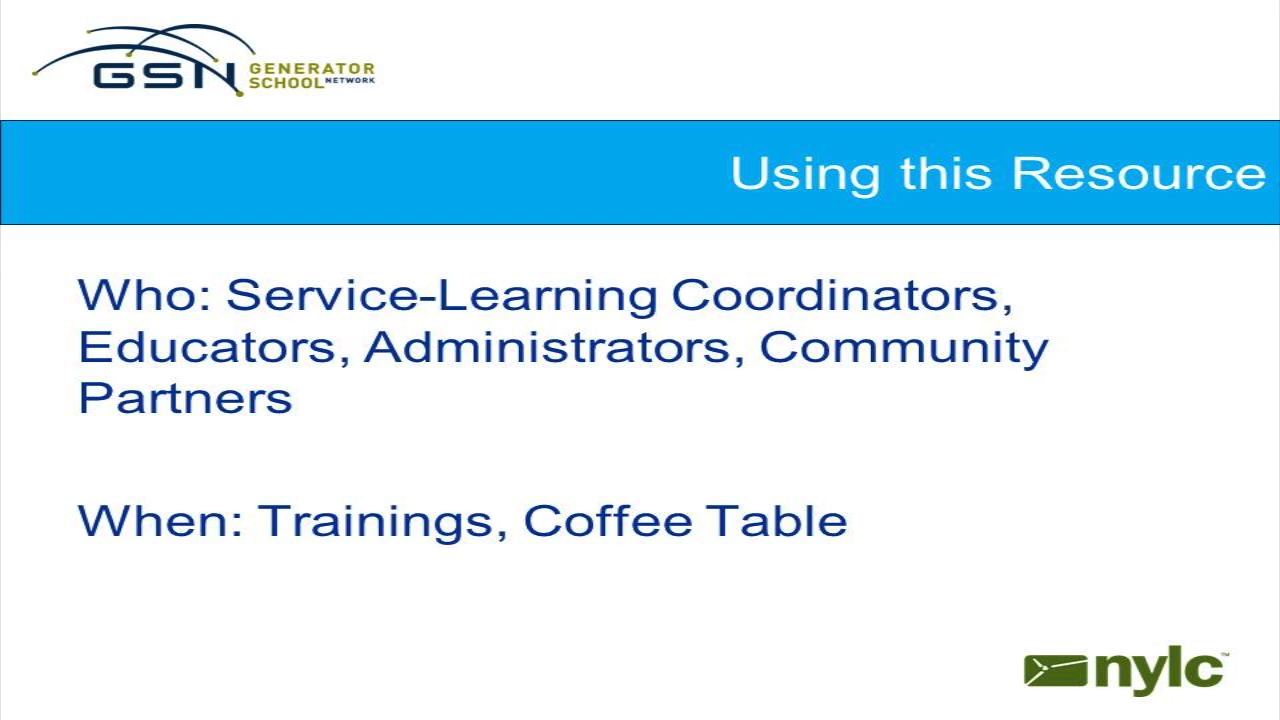 GSN GENERATOR
SCHOOL NETWORK
Using this Resource
Who: Service-Learning Coordinators,
Educators, Administrators, Community
Partners
When: Trainings, Coffee Table
nylc™